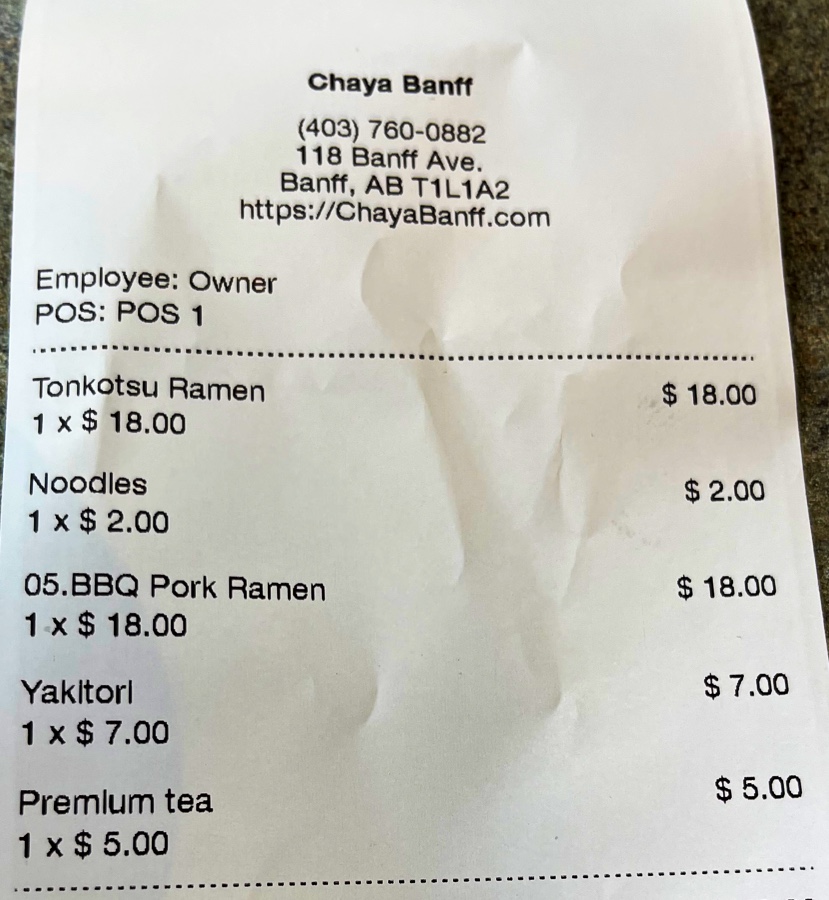 Chaya Banff
(403) 760-0882
118 Banff Ave.
Banff, AB T1L1A2
https://ChayaBanff.com
Employee: Owner
POS: POS 1
Tonkotsu Ramen $ 18.00
1 x $ 18.00
Noodles $ 2.00
1 x $ 2.00
05.BBQ Pork Ramen $ 18.00
1 x $ 18.00
Yakitori $ 7.00
1 x $ 7.00
Premium tea $ 5.00
1 x $ 5.00